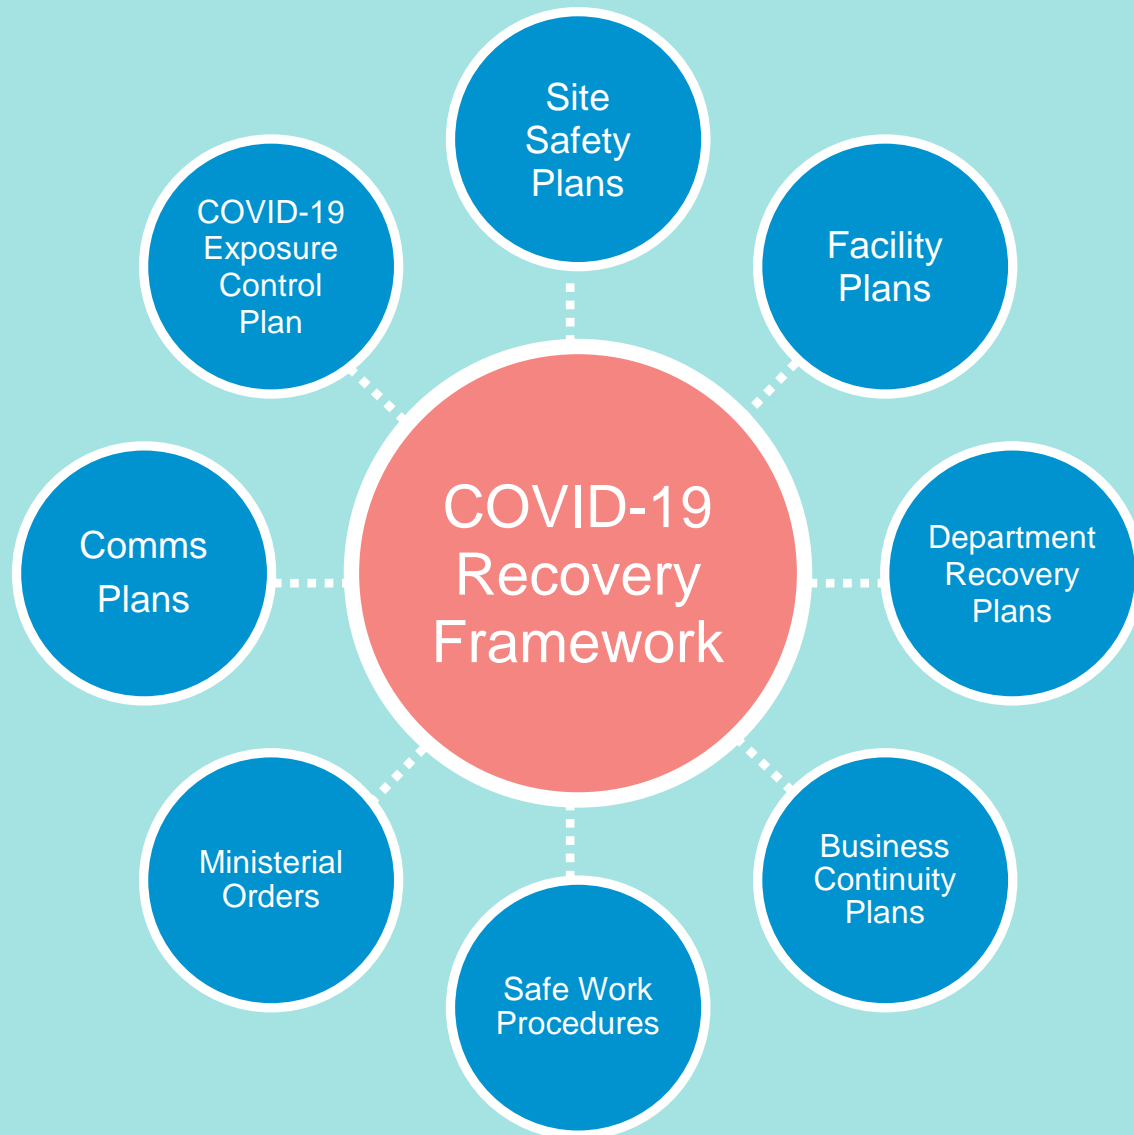 Site
Safety
Plans
COVID-19
Exposure
Control
Plan
Facility
Plans
COVID-19
Recovery
Framework
Comms
Plans
Department
Recovery
Plans
Ministerial
Orders
Business
Continuity
Plans
Safe Work
Procedures